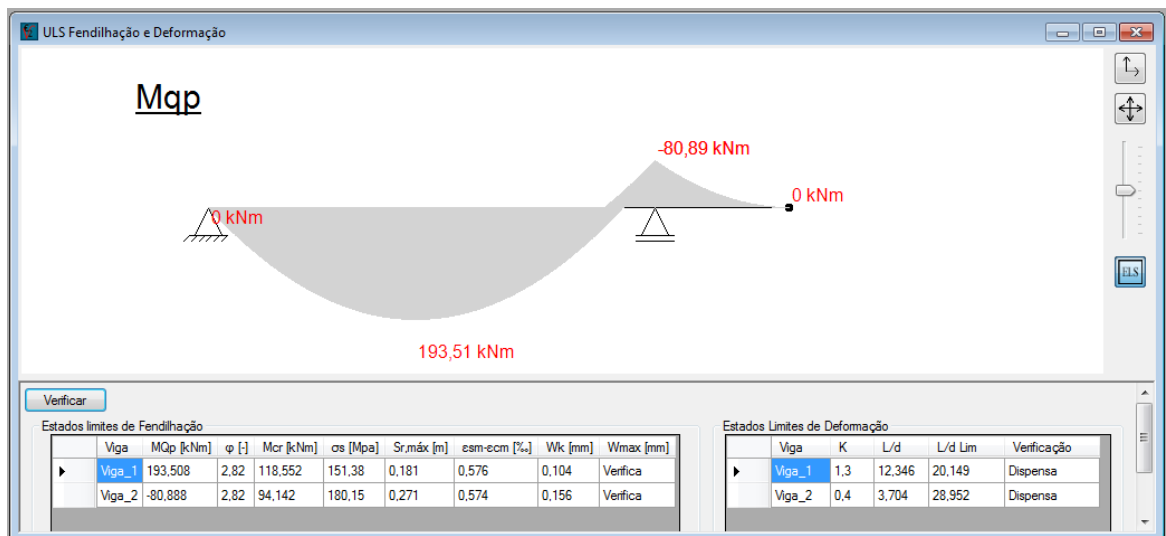 ULS Fendilhação e Deformação
Mqp
-80,89 kNm
0 kNm
0 kNm
193,51 kNm
ELS
Verificar
Estados limites de Fendilhação
Viga MQp [kNm] φ [-] Mcr [kNm] σs [Mpa] Sr,máx [m] εsm-εcm [‰] Wk [mm] Wmax [mm]
Viga_1 193,508 2,82 118,552 151,38 0,181 0,576 0,104 Verifica
Viga_2 -80,888 2,82 94,142 180,15 0,271 0,574 0,156 Verifica
Estados Limites de Deformação
Viga K L/d L/d Lim Verificação
Viga_1 1,3 12,346 20,149 Dispensa
Viga_2 0,4 3,704 28,952 Dispensa